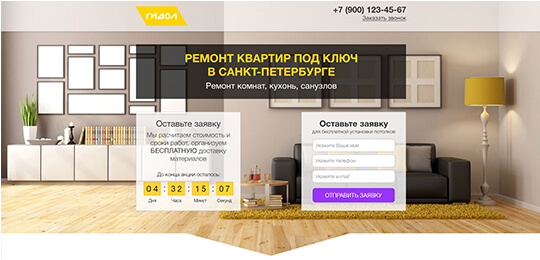 ГИДОЛ
+7 (900) 123-45-67
Заказать звонок
РЕМОНТ КВАРТИР ПОД КЛЮЧ
В САНКТ-ПЕТЕРБУРГЕ
Ремонт комнат, кухонь, санузлов
Оставьте заявку
Мы расчитаем стоимость и
сроки работ, организуем
БЕСПЛАТНУЮ доставку
материалов
До конца акции осталось:
04 : 32 : 15 : 07
Дня Часа Минут Секунд
Оставьте заявку
для бесплатной установки потолков
Укажите Ваше имя
Укажите телефон
Укажите e-mail
ОТПРАВИТЬ ЗАЯВКУ